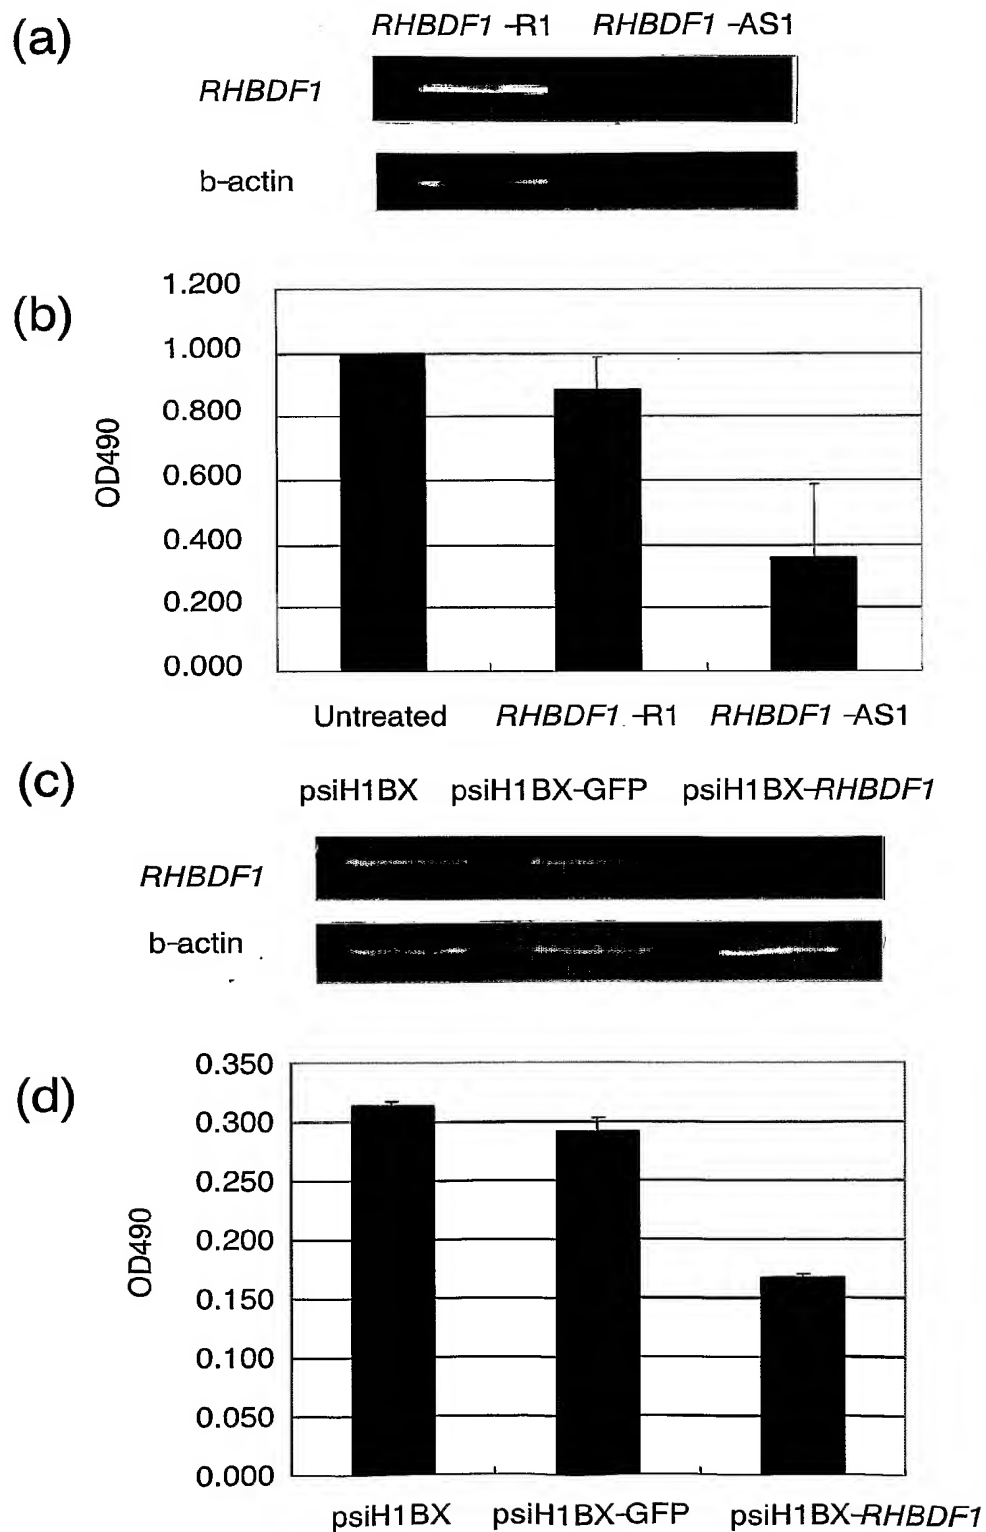 (a)
RHBDF1 -R1 RHBDF1 -AS1
RHBDF1
b-actin
(b)
1.200
1.000
0.800
0.600
0.400
0.200
0.000
OD490
Untreated RHBDF1 -R1 RHBDF1 -AS1
(c)
psiH1BX psiH1BX-GFP psiH1BX-RHBDF1
RHBDF1
b-actin
(d)
0.350
0.300
0.250
0.200
0.150
0.100
0.050
0.000
OD490
psiH1BX psiH1BX-GFP psiH1BX-RHBDF1